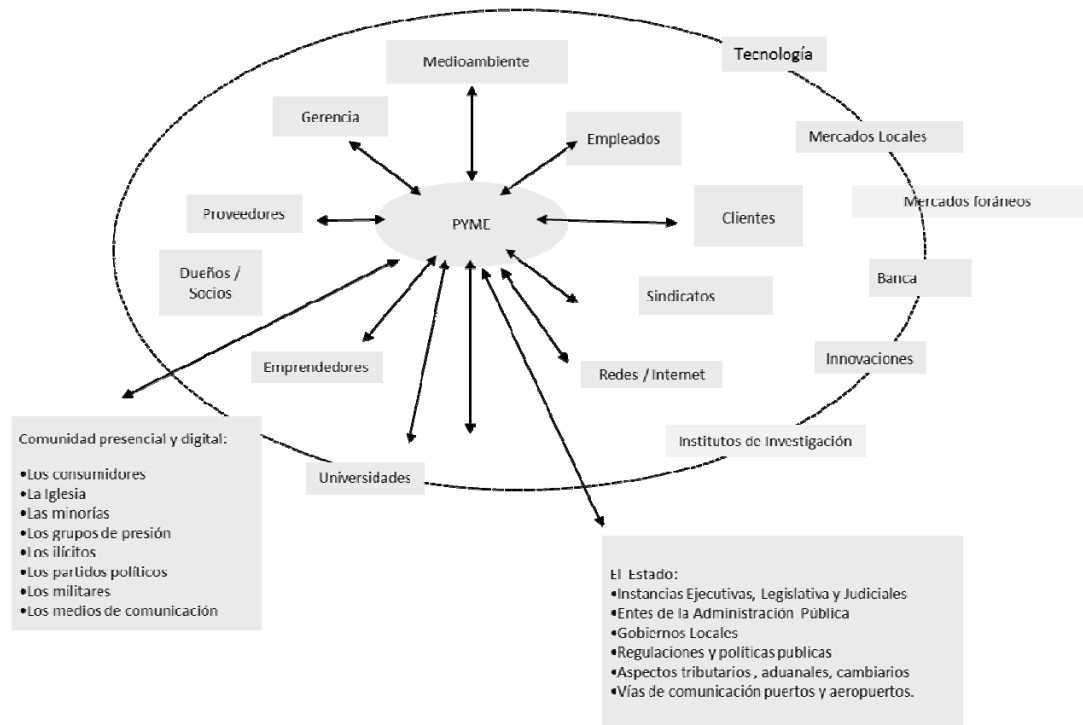 Tecnología
Medioambiente
Gerencia
Empleados
Mercados Locales
Proveedores
PYME
Clientes
Mercados foráneos
Dueños /
Socios
Sindicatos
Banca
Emprendedores
Redes / Internet
Innovaciones
Institutos de Investigación
Universidades
Comunidad presencial y digital:
•Los consumidores
•La Iglesia
•Las minorías
•Los grupos de presión
•Los ilícitos
•Los partidos políticos
•Los militares
•Los medios de comunicación
El Estado:
•Instancias Ejecutivas, Legislativa y Judiciales
•Entes de la Administración Pública
•Gobiernos Locales
•Regulaciones y politicas publicas
•Aspectos tributarios , aduanales, cambiarios
•Vías de comunicación puertos y aeropuertos.